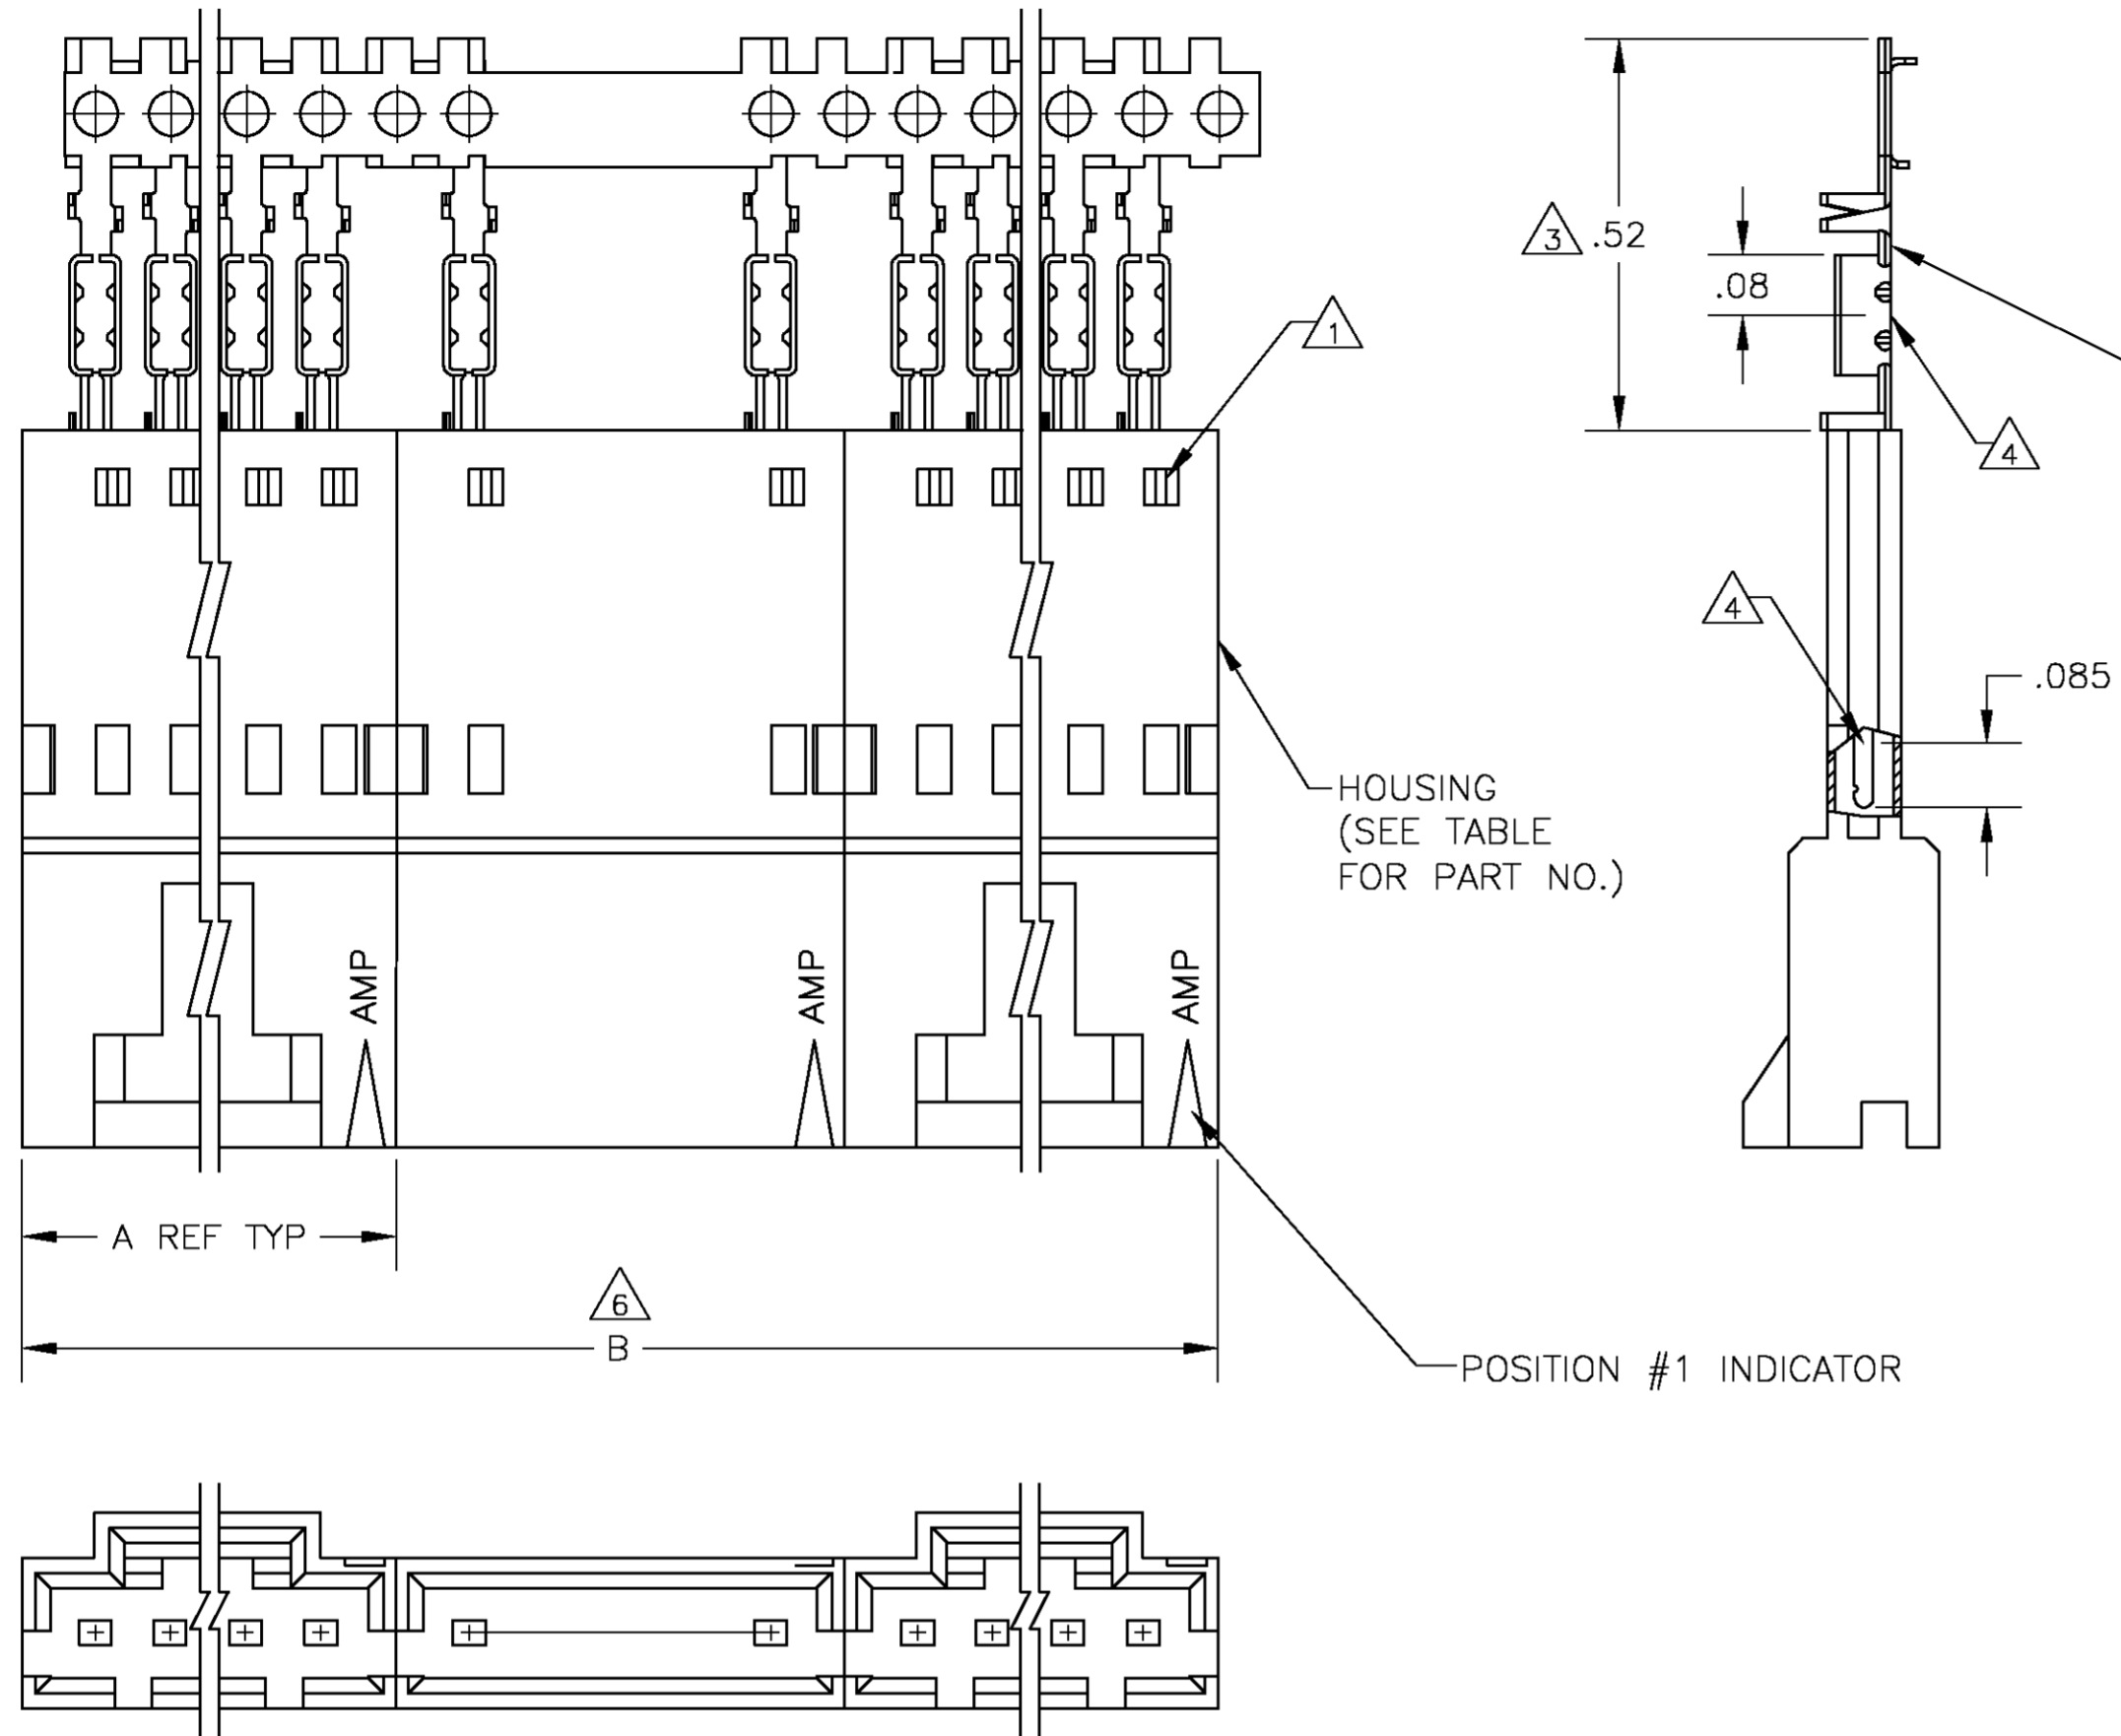 3 .52
.08
1
4
4
.085
HOUSING
(SEE TABLE
FOR PART NO.)
AMP
AMP
AMP
A REF TYP
6
B
POSITION #1 INDICATOR